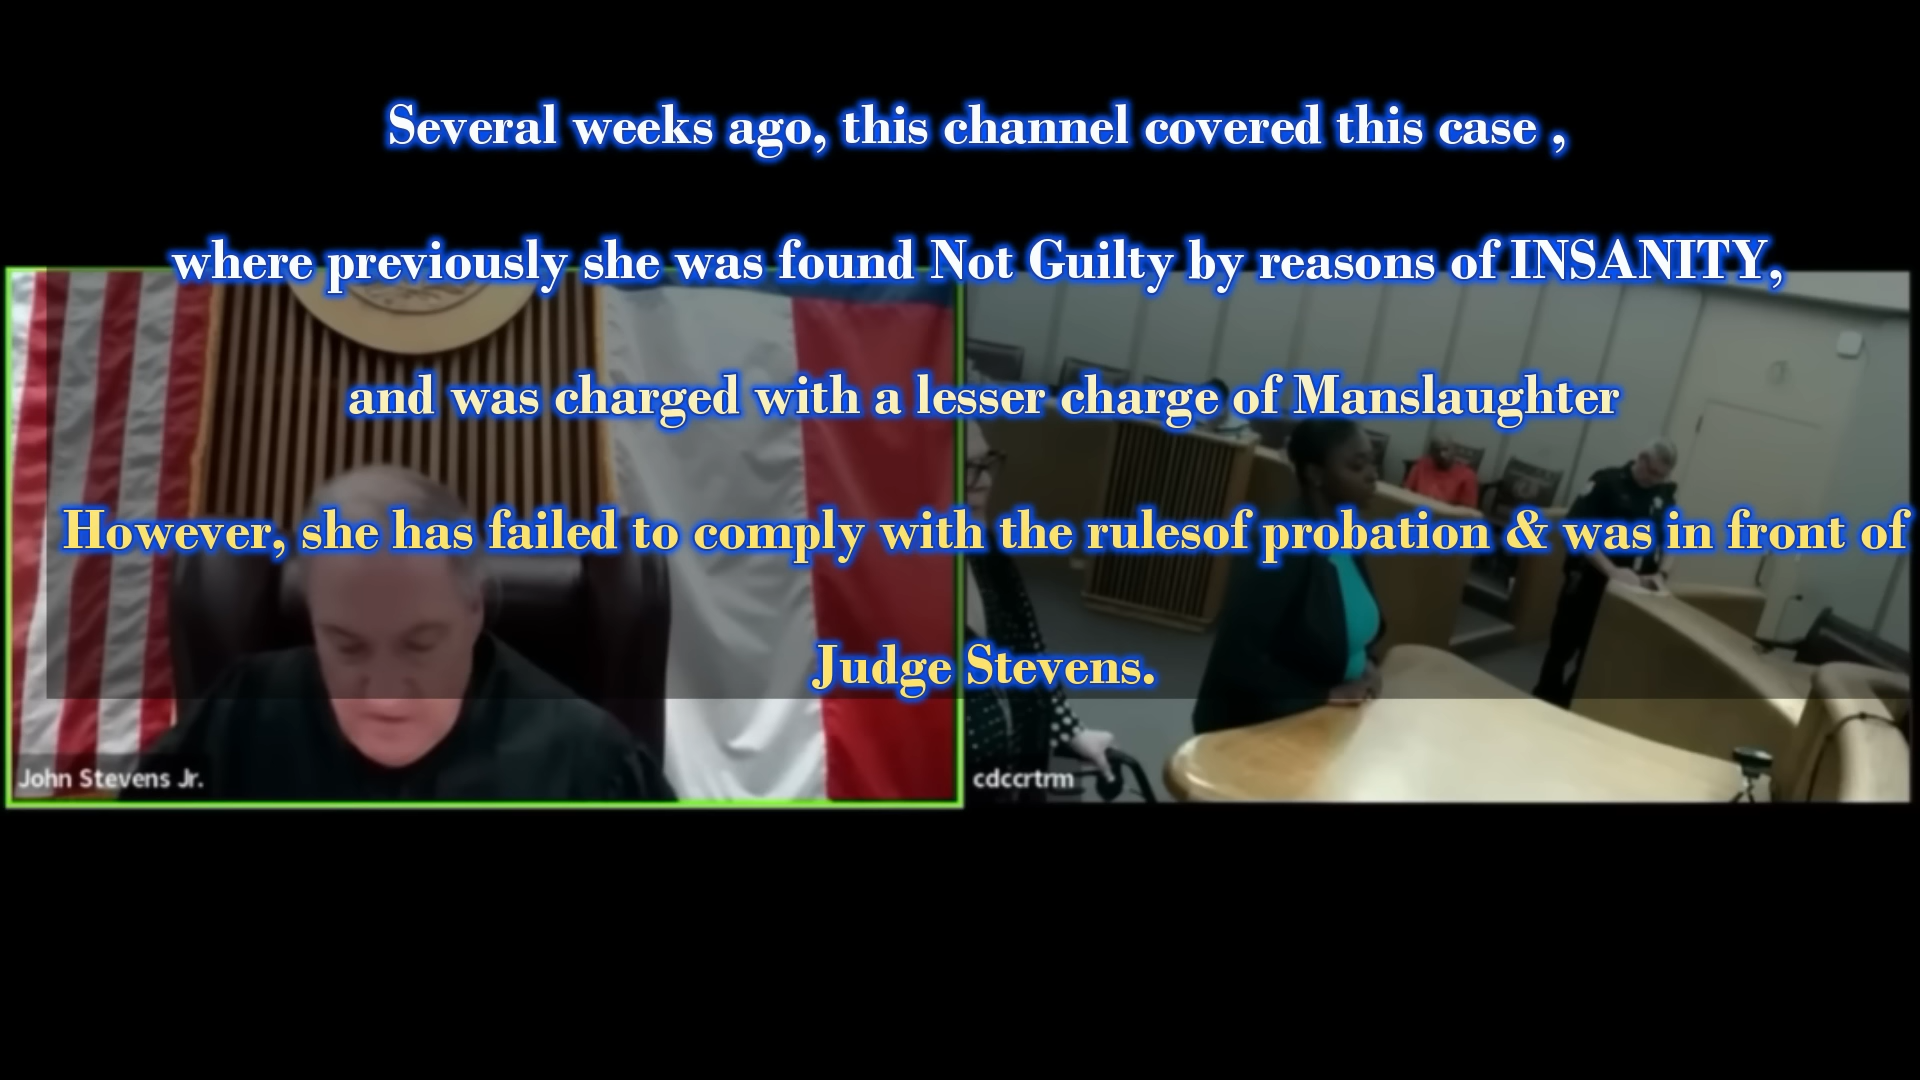 Several weeks ago, this channel covered this case ,
where previously she was found Not Guilty by reasons of INSANITY,
and was charged with a lesser charge of Manslaughter
However, she has failed to comply with the rulesof probation & was in front of
Judge Stevens.
John Stevens Jr.
cdccrtrm